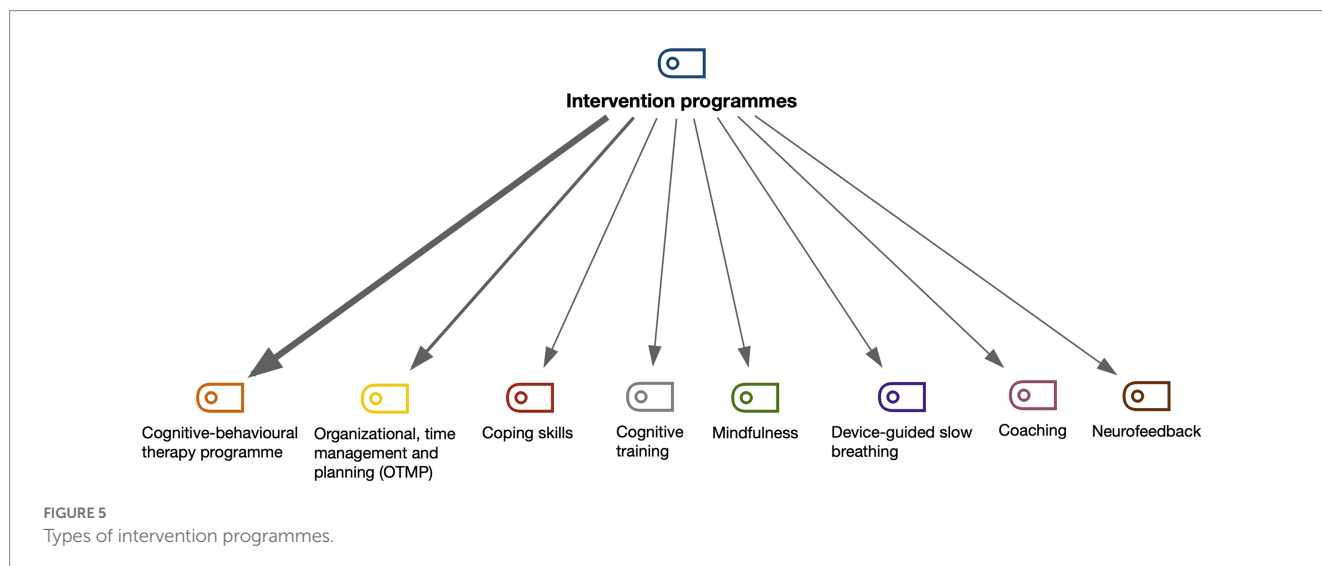 Intervention programmes
Cognitive-behavioural
therapy programme
Organizational, time
management and
planning (OTMP)
Coping skills
Cognitive
training
Mindfulness
Device-guided slow
breathing
Coaching
Neurofeedback
FIGURE 5
Types of intervention programmes.